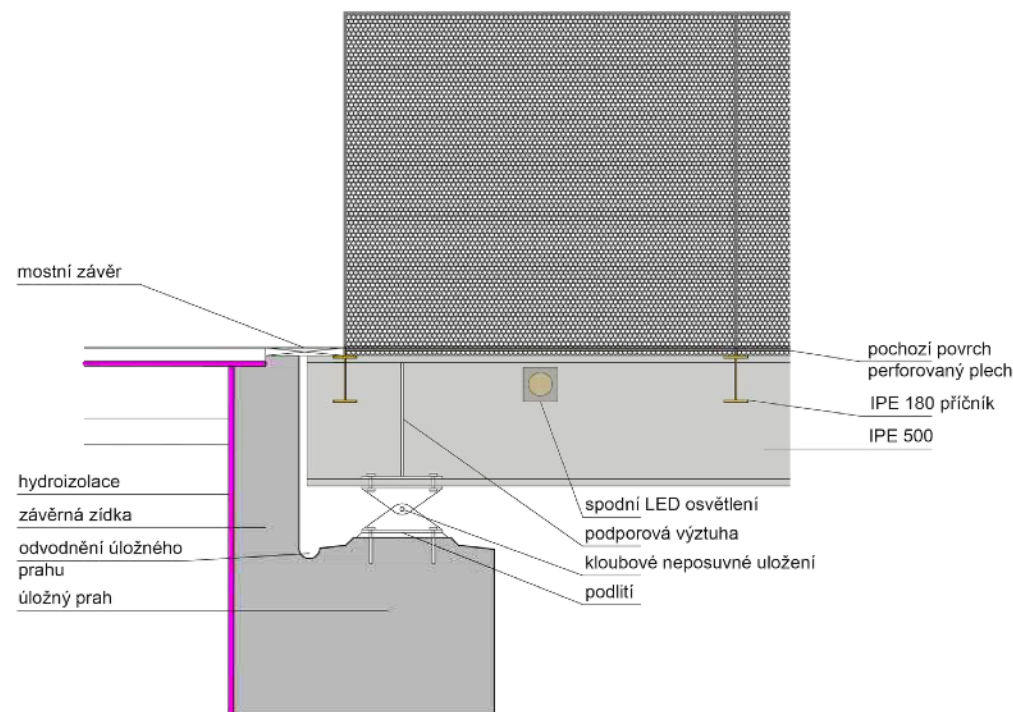 mostní závěr
pochozí povrch
perforovaný plech
IPE 180 příčník
IPE 500
hydroizolace
závěrná zídka
odvodnění úložného
prahu
úložný prah
spodní LED osvětlení
podporová výztuha
kloubové neposuvné uložení
podlití